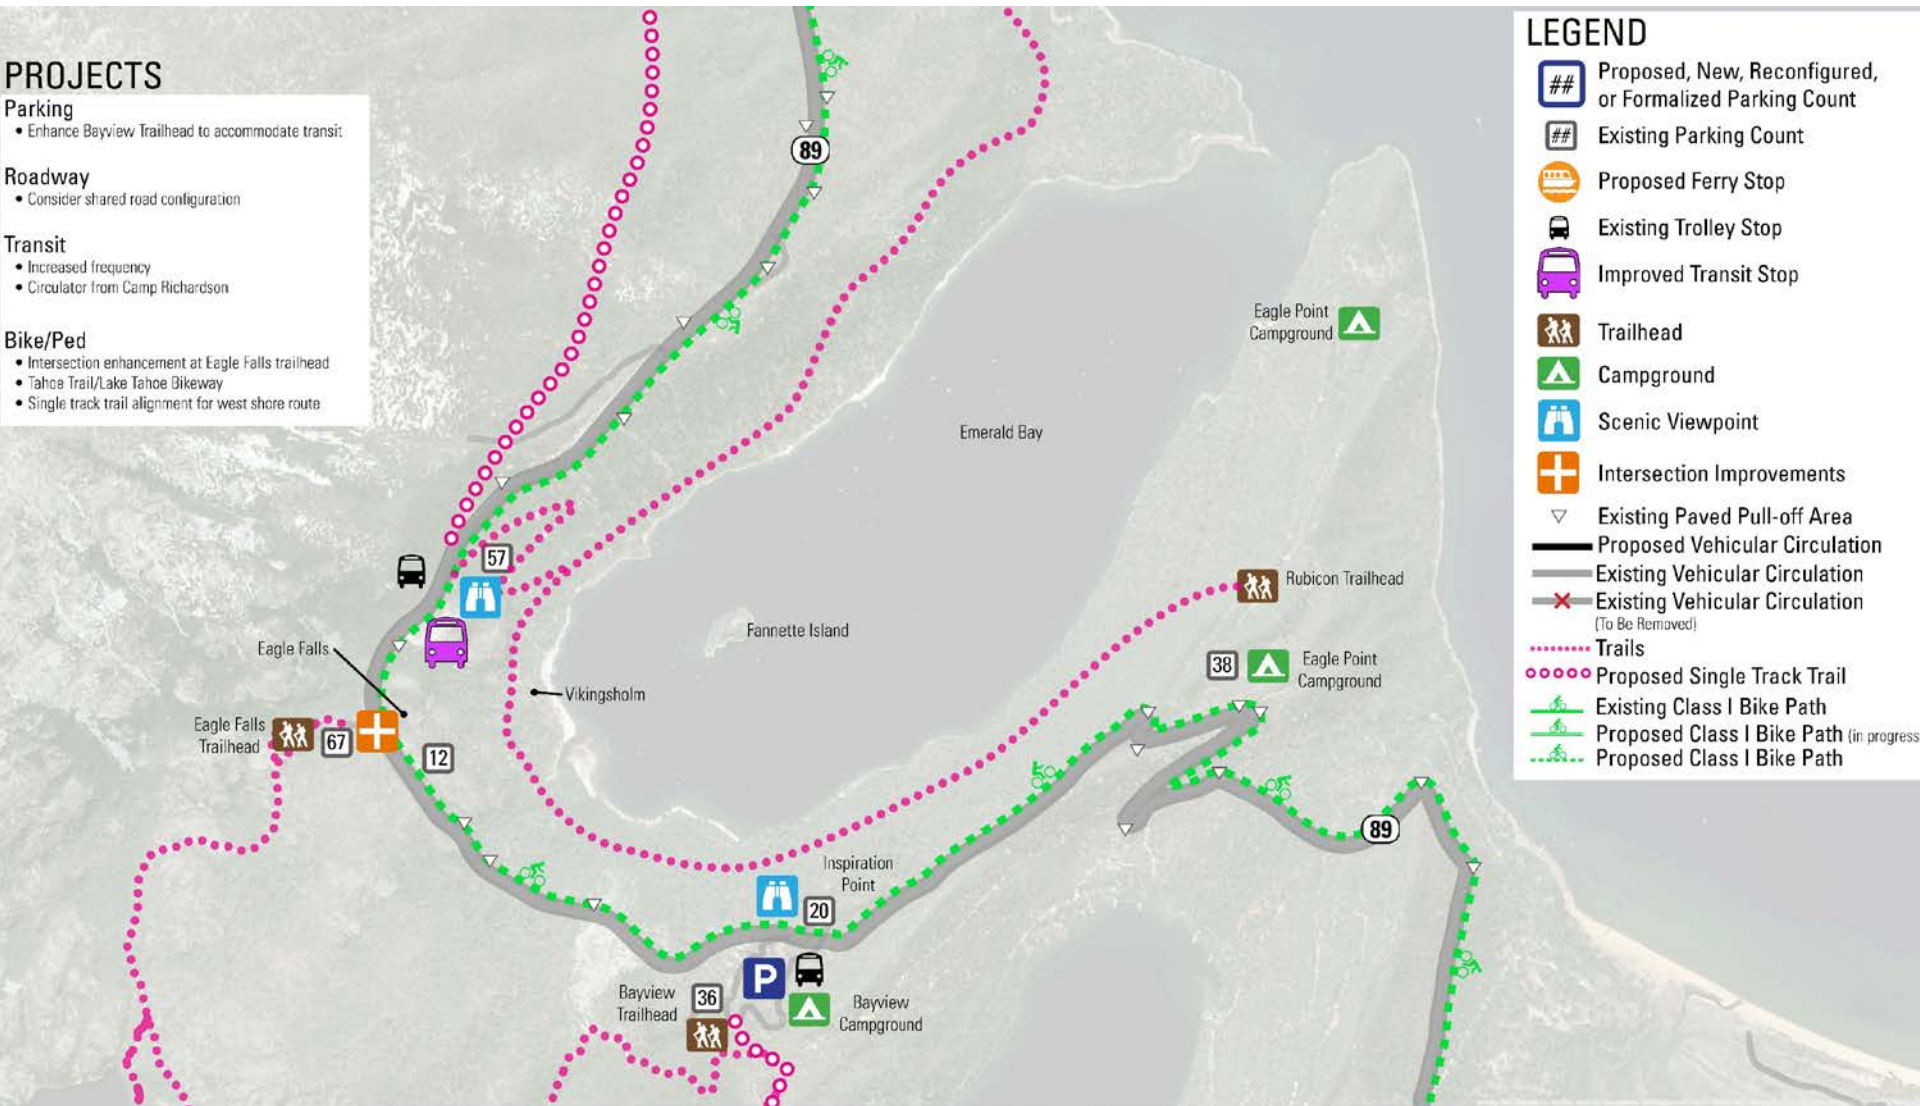 PROJECTS
Parking
• Enhance Bayview Trailhead to accommodate transit
Roadway
• Consider shared road configuration
Transit
• Increased frequency
• Circulator from Camp Richardson
Bike/Ped
• Intersection enhancement at Eagle Falls trailhead
• Tahoe Trail/Lake Tahoe Bikeway
• Single track trail alignment for west shore route
89
Eagle Point
Campground
Emerald Bay
57
Rubicon Trailhead
Fannette Island
Eagle Falls
38
Eagle Point
Campground
Vikingsholm
Eagle Falls
Trailhead
67
12
89
Inspiration
Point
20
P
Bayview
Trailhead
36
Bayview
Campground
LEGEND
## Proposed, New, Reconfigured,
or Formalized Parking Count
## Existing Parking Count
Proposed Ferry Stop
Existing Trolley Stop
Improved Transit Stop
Trailhead
Campground
Scenic Viewpoint
Intersection Improvements
Existing Paved Pull-off Area
Proposed Vehicular Circulation
Existing Vehicular Circulation
Existing Vehicular Circulation
(To Be Removed)
Trails
Proposed Single Track Trail
Existing Class I Bike Path
Proposed Class I Bike Path (in progress
Proposed Class I Bike Path